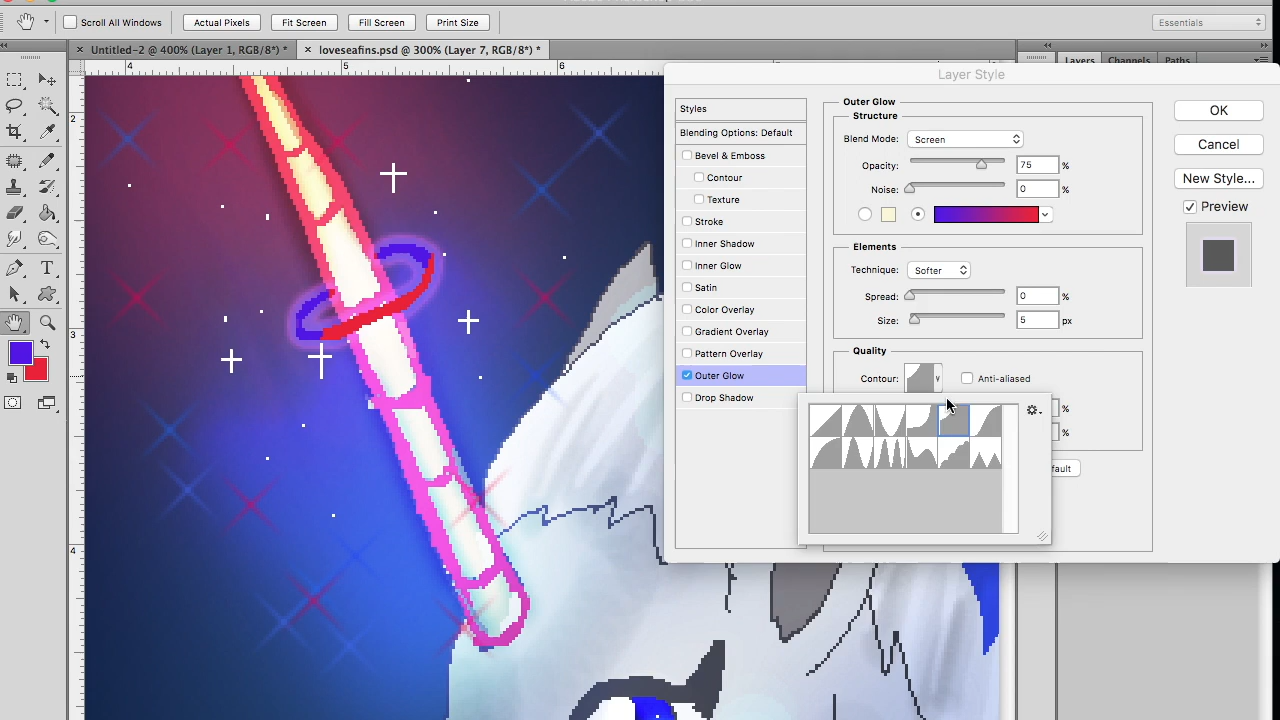 Scroll All Windows Actual Pixels Fit Screen Fill Screen Print Size Essentials
× Untitled-2 @ 400% (Layer 1, RGB/8*) * × loveseafins.psd @ 300% (Layer 7, RGB/8*) * Layers Channels Paths
4 5 6
Layer Style
Styles
Blending Options: Default
Bevel & Emboss
Contour
Texture
Stroke
Inner Shadow
Inner Glow
Satin
Color Overlay
Gradient Overlay
Pattern Overlay
Outer Glow
Drop Shadow
Outer Glow
Structure
Blend Mode: Screen
Opacity: 75 %
Noise: 0 %
Elements
Technique: Softer
Spread: 0 %
Size: 5 px
Quality
Contour: Anti-aliased
%
%
fault
OK
Cancel
New Style...
Preview
2
3
4
T